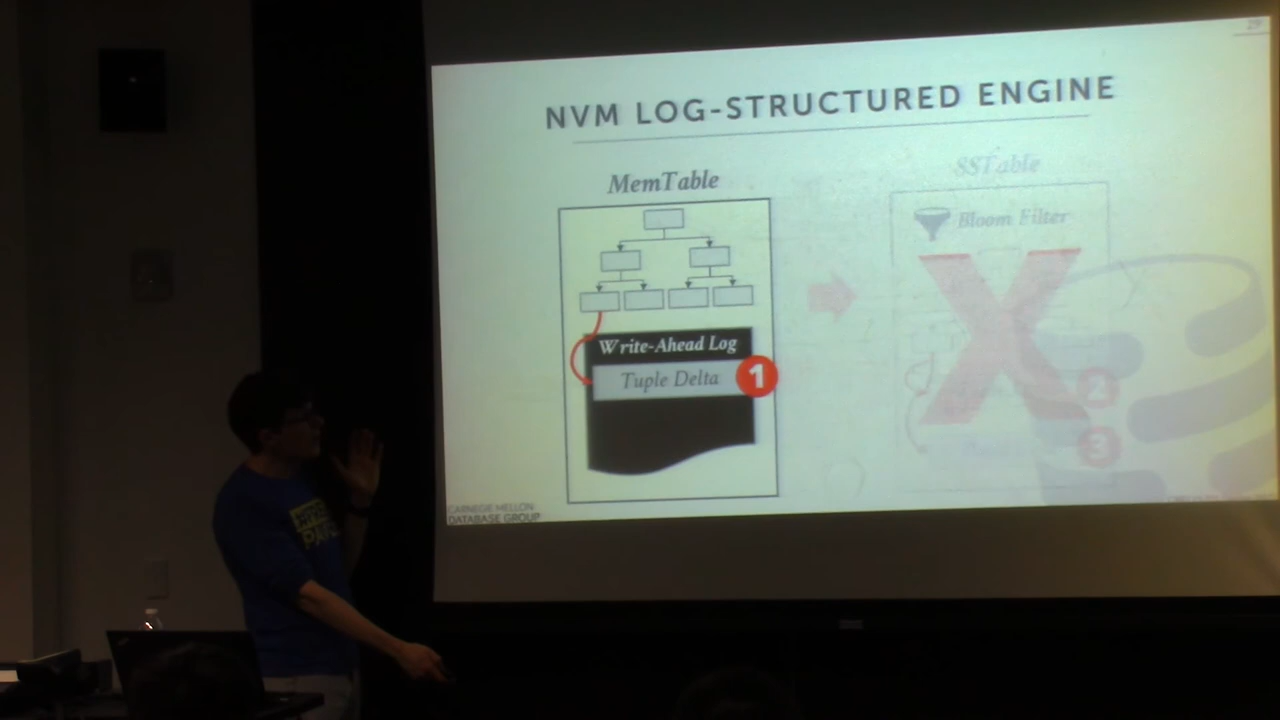 NVM LOG-STRUCTURED ENGINE
MemTable
SSTable
Bloom Filter
Write-Ahead Log
Tuple Delta
1
2
3
CARNEGIE MELLON
DATABASE GROUP